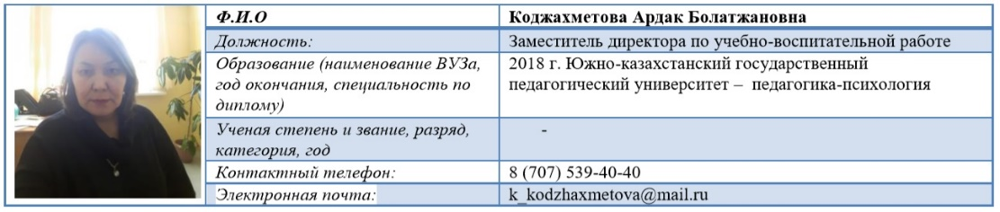 Ф.И.О
Коджахметова Ардак Болатжановна
Должность:
Заместитель директора по учебно-воспитательной работе
Образование (наименование ВУЗа,
год окончания, специальность по
диплому)
2018 г. Южно-казахстанский государственный
педагогический университет – педагогика-психология
Ученая степень и звание, разряд,
категория, год
-
Контактный телефон:
8 (707) 539-40-40
Электронная почта:
k_kodzhaxmetova@mail.ru